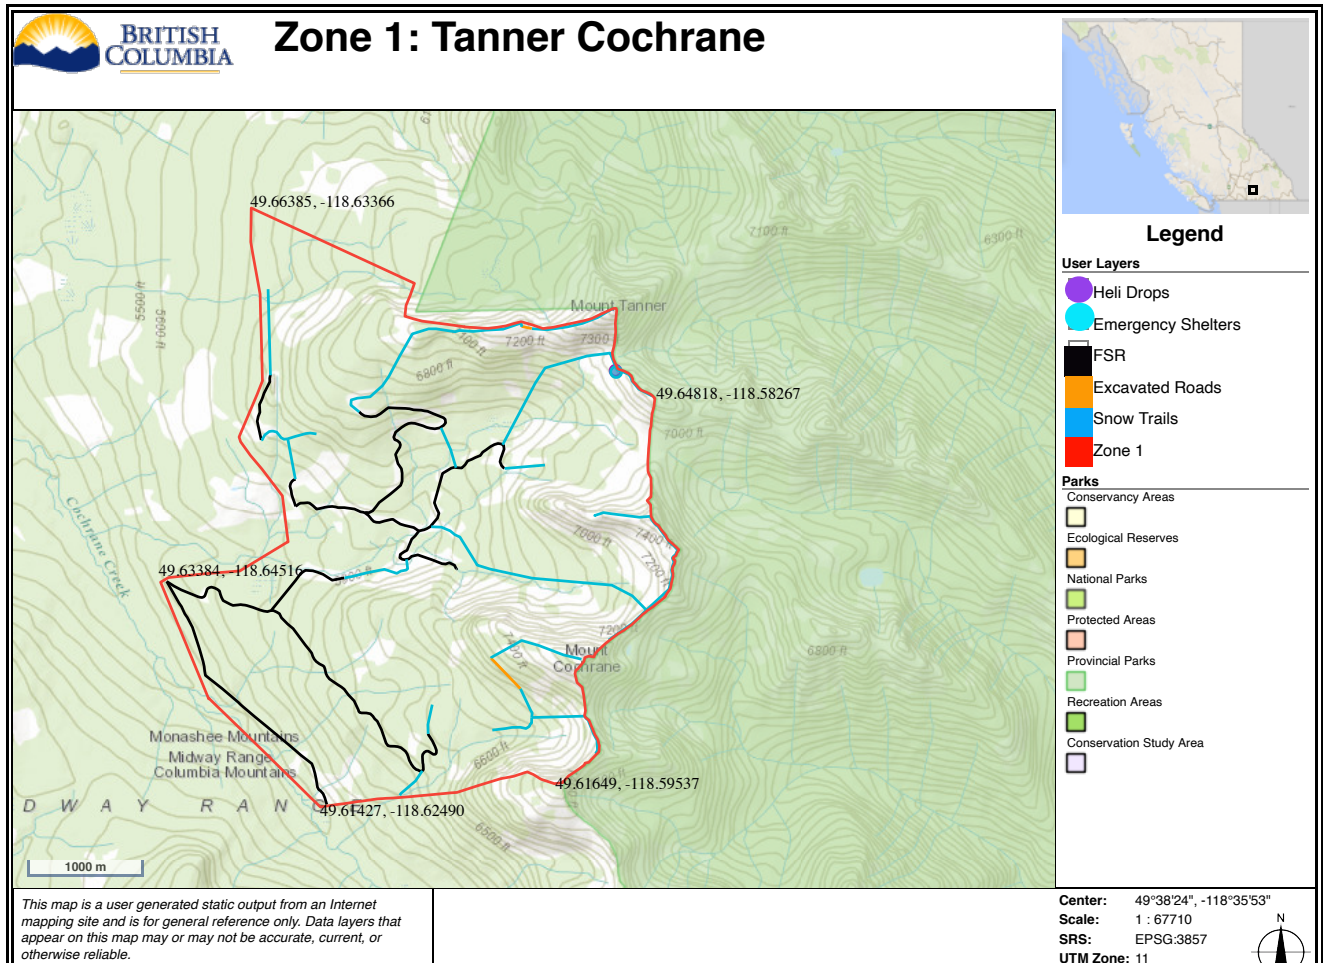 BRITISH
COLUMBIA
Zone 1: Tanner Cochrane
49.66385, -118.63366
7100 ft
6300 ft
5500 ft
5600 ft
Mount Tanner
7200 ft
7300
6800 ft
49.64818, -118.58267
7000 ft
Cochrane Creek
7000 ft
7400
7200 ft
49.63384, -118.64516
7200
7400 ft
Mount
Cochrane
6800 ft
Monashee Mountains
Midway Range
Columbia Mountains
6600 ft
49.61649, -118.59537
D W A Y R A N
49.61427, -118.62490
6500 ft
1000 m
Legend
User Layers
Heli Drops
Emergency Shelters
FSR
Excavated Roads
Snow Trails
Zone 1
Parks
Conservancy Areas
Ecological Reserves
National Parks
Protected Areas
Provincial Parks
Recreation Areas
Conservation Study Area
This map is a user generated static output from an Internet
mapping site and is for general reference only. Data layers that
appear on this map may or may not be accurate, current, or
otherwise reliable.
Center: 49°38'24", -118°35'53"
Scale: 1 : 67710
SRS: EPSG:3857
UTM Zone: 11
N